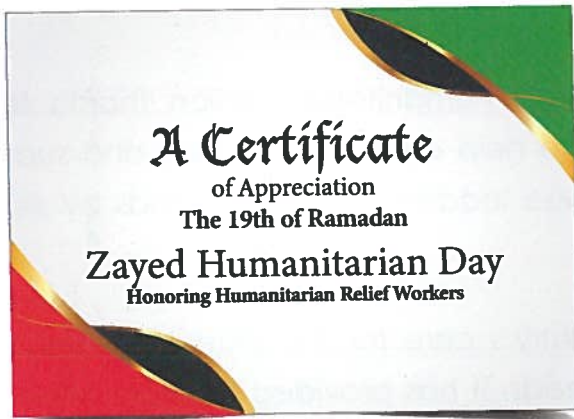 A Certificate
of Appreciation
The 19th of Ramadan
Zayed Humanitarian Day
Honoring Humanitarian Relief Workers